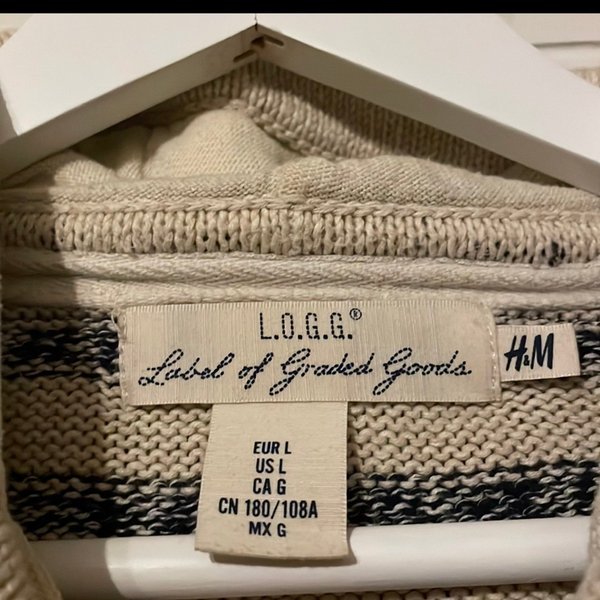 L.O.G.G.®
Label of Graded Goods
H&M
EUR L
US L
CA G
CN 180/108A
MX G